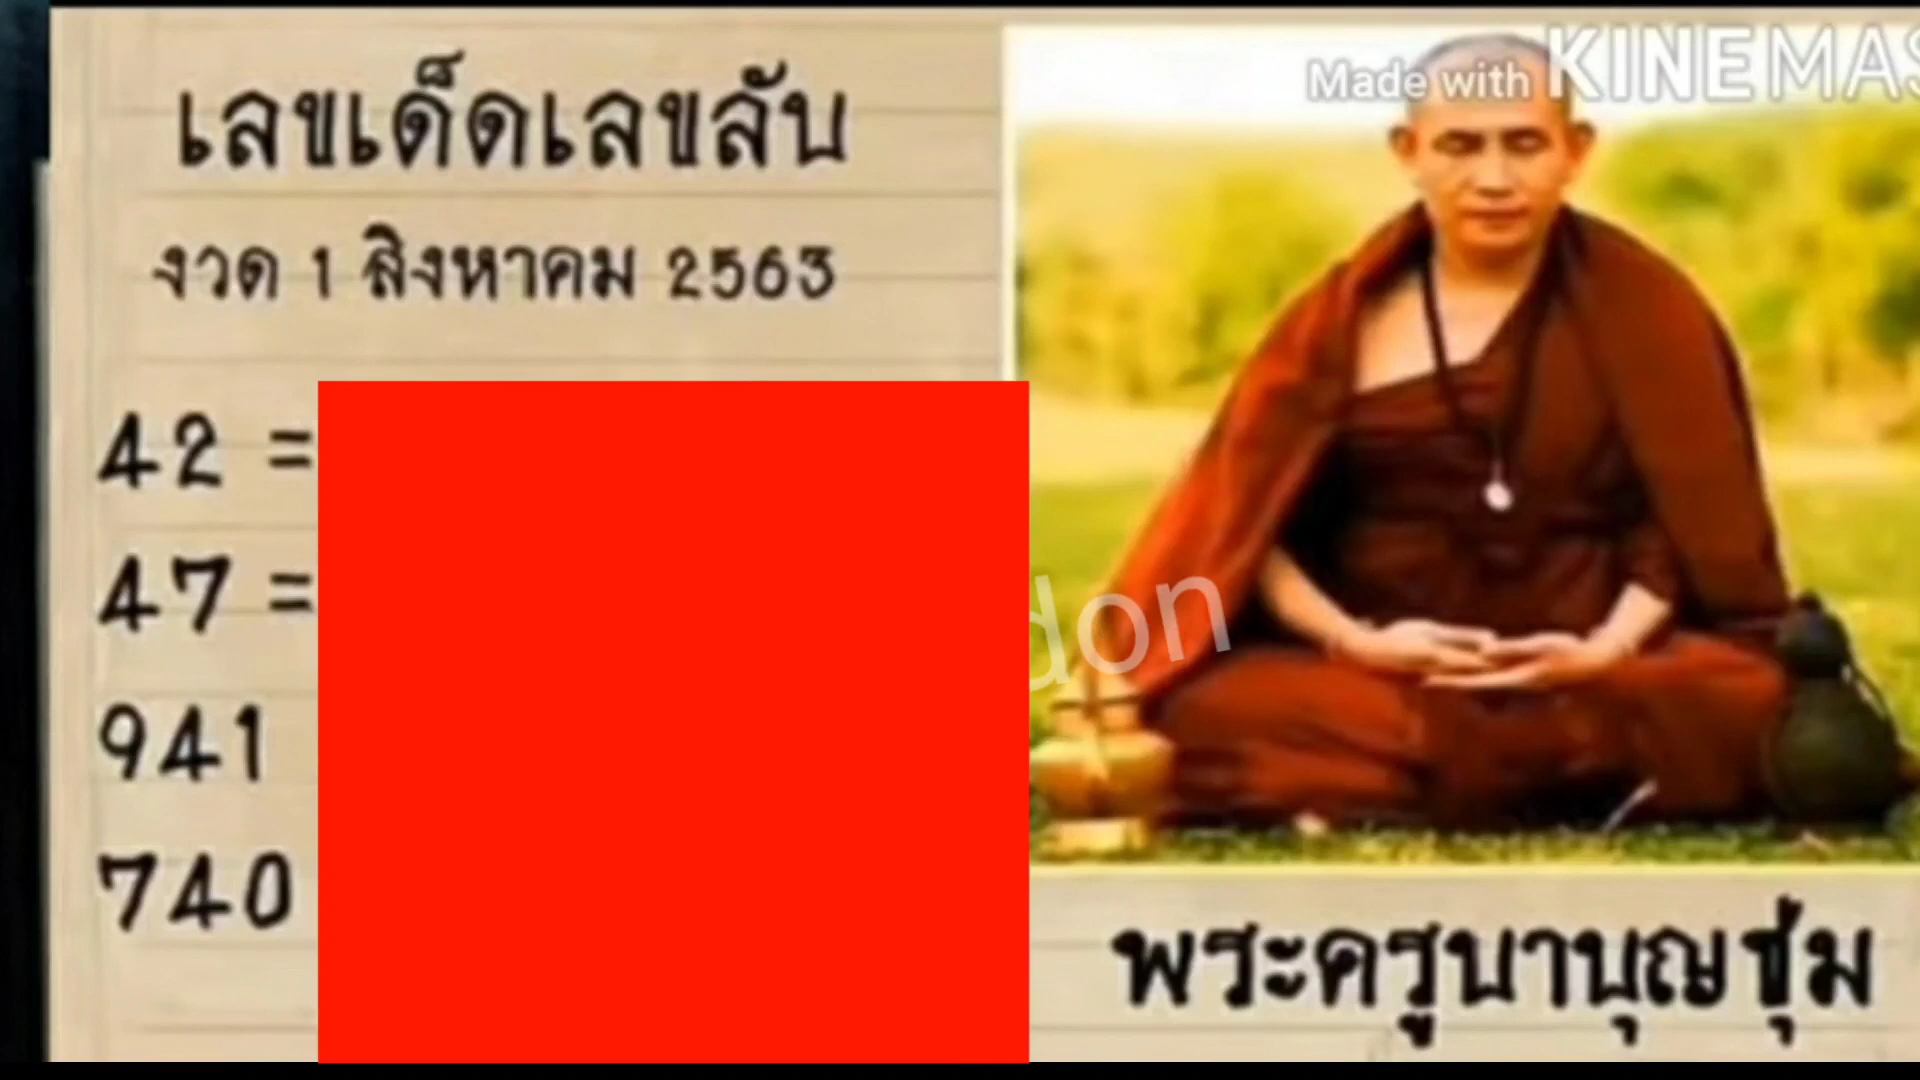 เลขเด็ดเลขลับ
งวด 1 สิงหาคม 2563
42 =
47 =
941
740
Made with KINEMAS
don
พระครูบาบุญชุ่ม